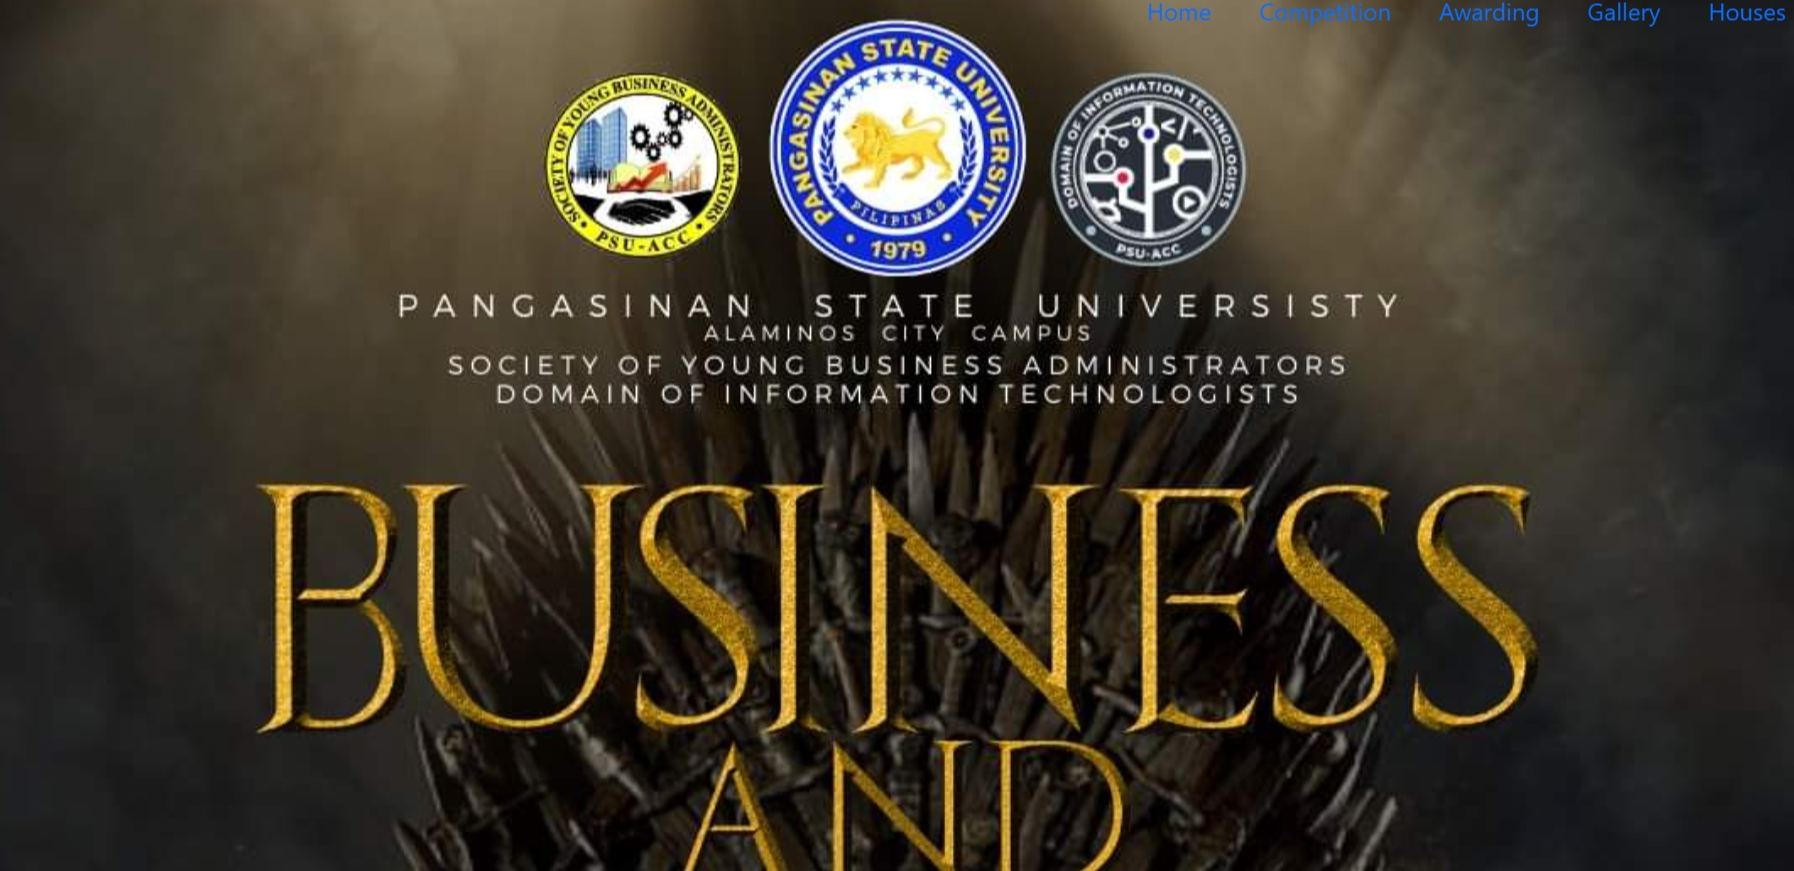 Home Competition Awarding Gallery Houses
SOCIETY OF YOUNG BUSINESS ADMINISTRATORS
• PSU-ACC •
PANGASINAN STATE UNIVERSITY
PILIPINAS
• 1979 •
DOMAIN OF INFORMATION TECHNOLOGISTS
PSU-ACC
PANGASINAN STATE UNIVERSISTY
ALAMINOS CITY CAMPUS
SOCIETY OF YOUNG BUSINESS ADMINISTRATORS
DOMAIN OF INFORMATION TECHNOLOGISTS
BUSINESS
AND